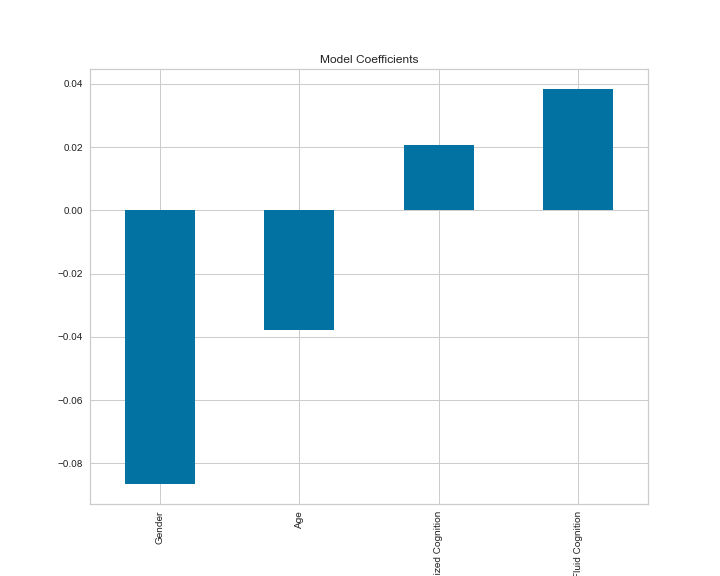 Model Coefficients
0.04
0.02
0.00
−0.02
−0.04
−0.06
−0.08
Gender
Age
ized Cognition
Fluid Cognition